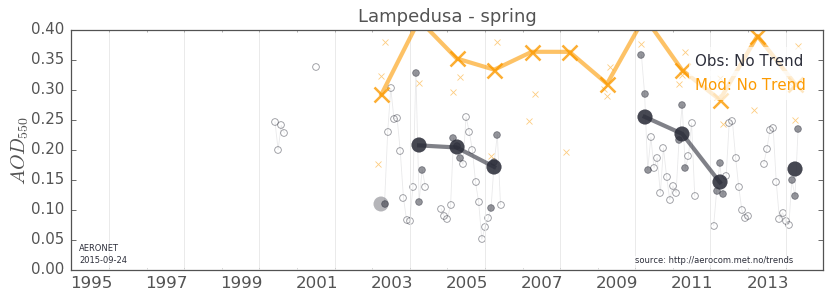 Lampedusa - spring
0.40
0.35
0.30
0.25
0.20
0.15
0.10
0.05
0.00
AOD550
Obs: No Trend
Mod: No Trend
AERONET
2015-09-24
source: http://aerocom.met.no/trends
1995 1997 1999 2001 2003 2005 2007 2009 2011 2013